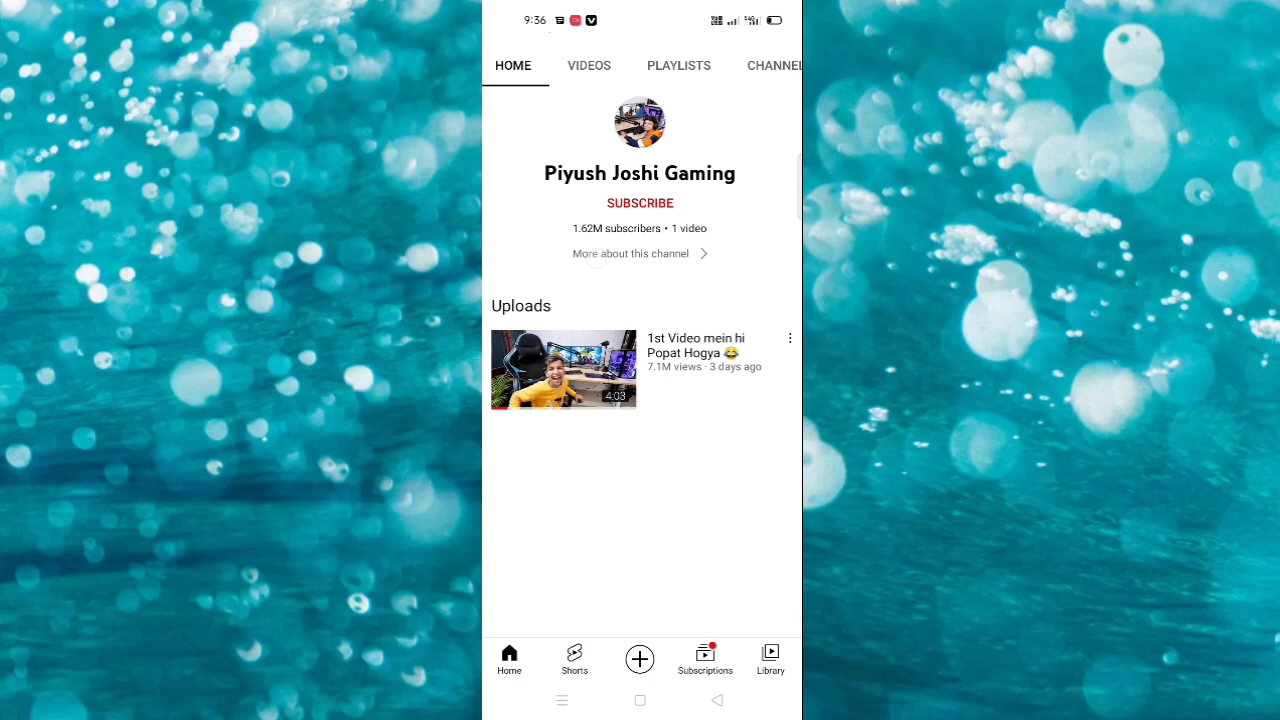 9:36
HOME VIDEOS PLAYLISTS CHANNEL
Piyush Joshi Gaming
SUBSCRIBE
1.62M subscribers • 1 video
More about this channel
Uploads
1st Video mein hi
Popat Hogya 😂
7.1M views · 3 days ago
4:03
Home Shorts Subscriptions Library